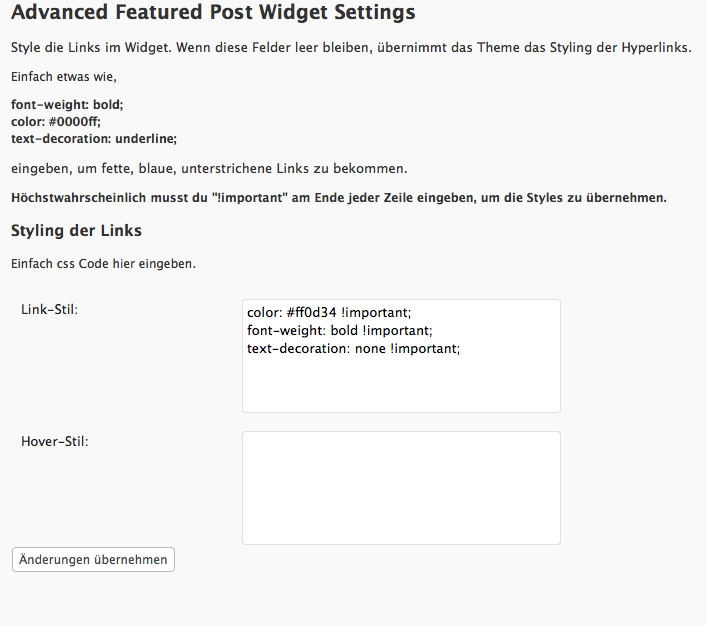 Advanced Featured Post Widget Settings
Style die Links im Widget. Wenn diese Felder leer bleiben, übernimmt das Theme das Styling der Hyperlinks.
Einfach etwas wie,
font-weight: bold;
color: #0000ff;
text-decoration: underline;
eingeben, um fette, blaue, unterstrichene Links zu bekommen.
Höchstwahrscheinlich musst du "!important" am Ende jeder Zeile eingeben, um die Styles zu übernehmen.
Styling der Links
Einfach css Code hier eingeben.
Link-Stil:
color: #ff0d34 !important;
font-weight: bold !important;
text-decoration: none !important;
Hover-Stil:
Änderungen übernehmen